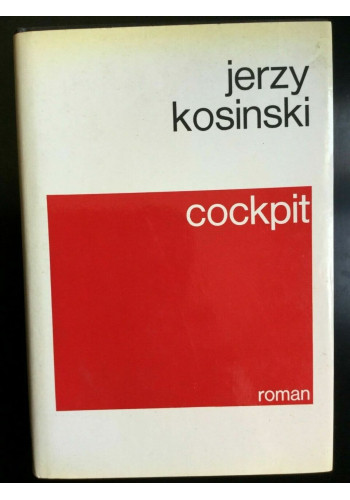 jerzy
kosinski
cockpit
roman